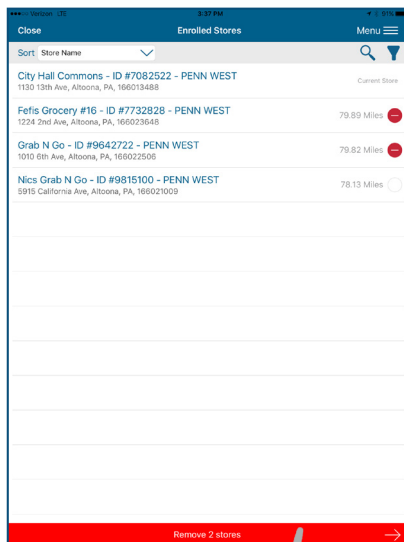 Verizon LTE 3:37 PM 91%
Close Enrolled Stores Menu
Sort Store Name
City Hall Commons - ID #7082522 - PENN WEST
1130 13th Ave, Altoona, PA, 166013488
Current Store
Fefis Grocery #16 - ID #7732828 - PENN WEST
1224 2nd Ave, Altoona, PA, 166023648
79.89 Miles
Grab N Go - ID #9642722 - PENN WEST
1010 6th Ave, Altoona, PA, 166022506
79.82 Miles
Nics Grab N Go - ID #9815100 - PENN WEST
5915 California Ave, Altoona, PA, 166021009
78.13 Miles
Remove 2 stores